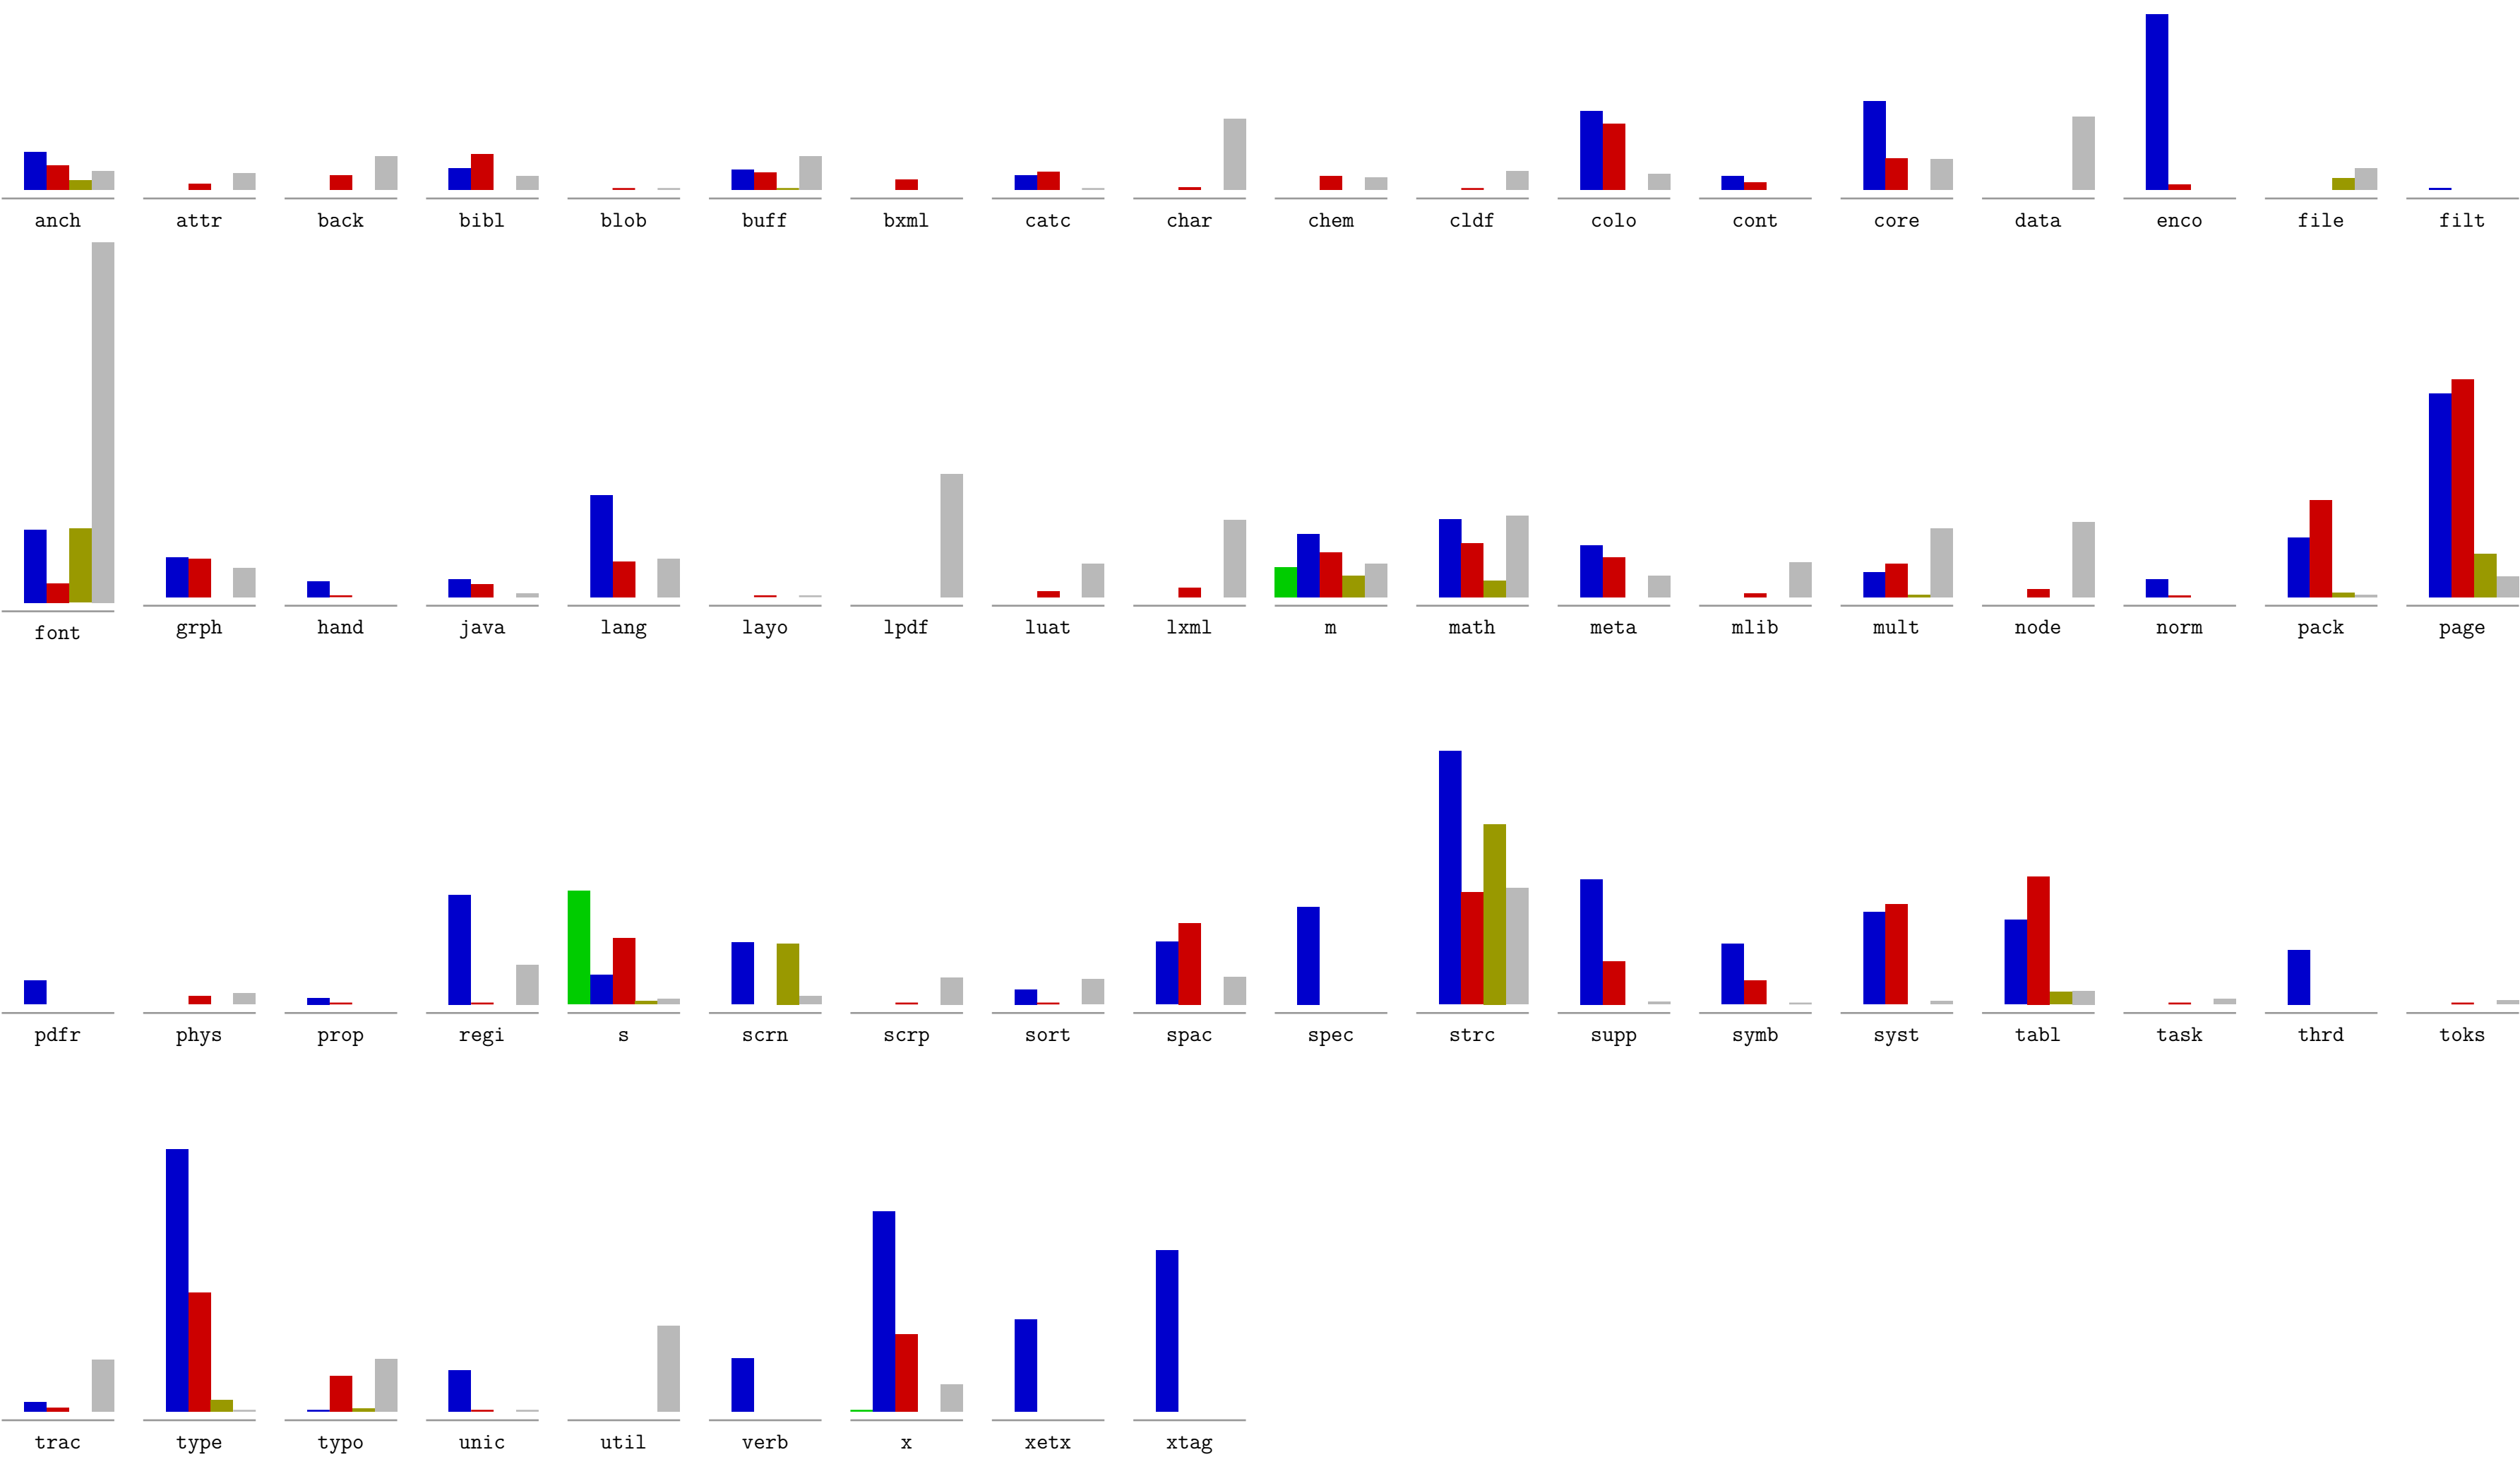 anch attr back bibl blob buff bxml catc char chem cldf colo cont core data enco file filt
font grph hand java lang layo lpdf luat lxml m math meta mlib mult node norm pack page
pdfr phys prop regi s scrn scrp sort spac spec strc supp symb syst tabl task thrd toks
trac type typo unic util verb x xetx xtag